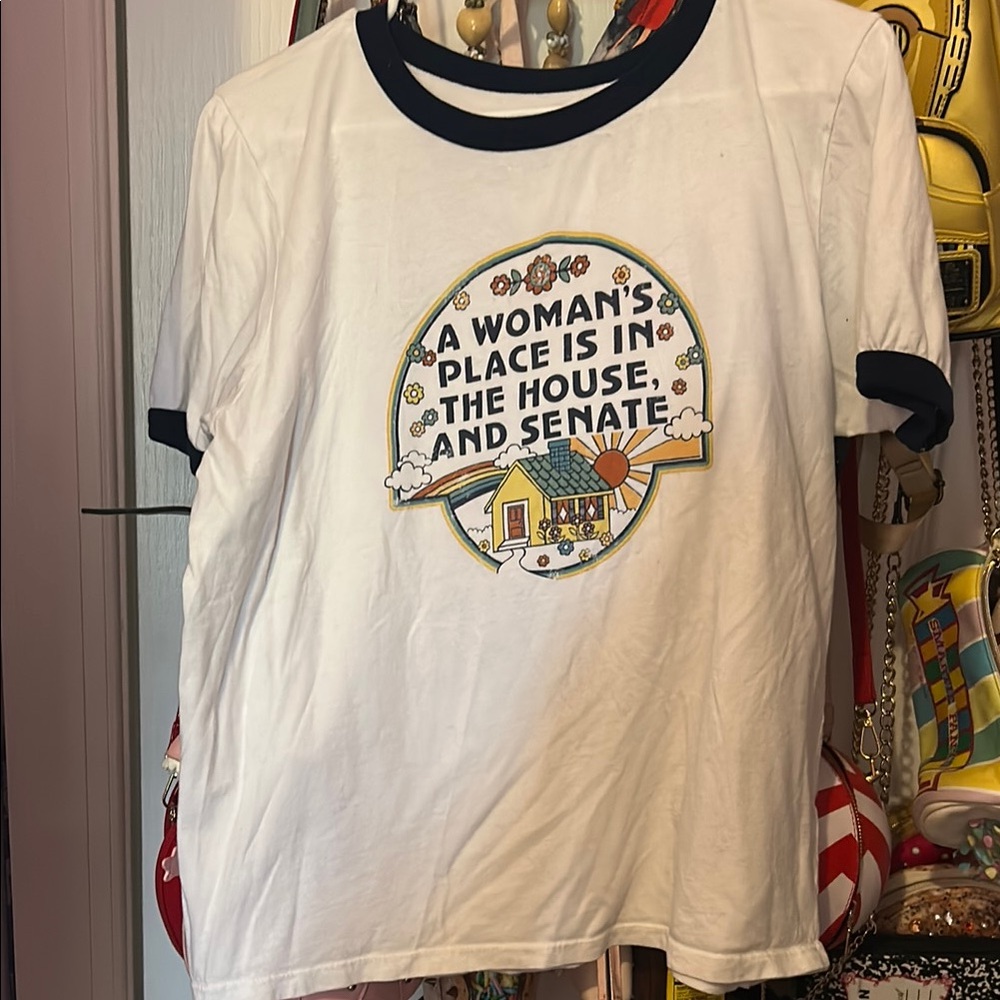 A WOMAN'S
PLACE IS IN
THE HOUSE,
AND SENATE